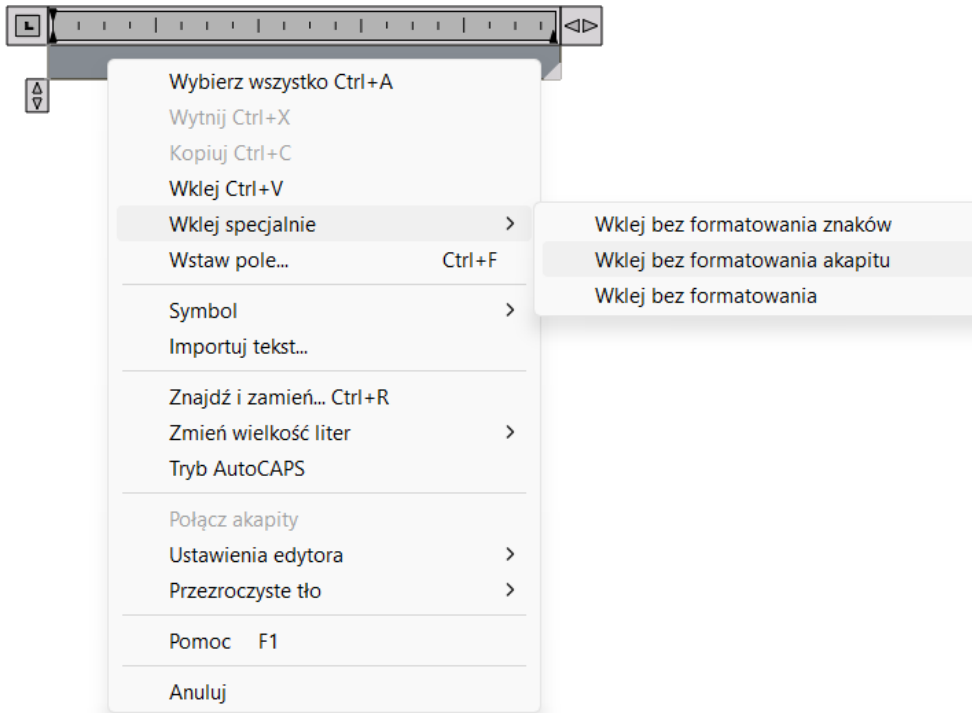 Wybierz wszystko Ctrl+A
Wytnij Ctrl+X
Kopiuj Ctrl+C
Wklej Ctrl+V
Wklej specjalnie
Wklej bez formatowania znaków
Wstaw pole... Ctrl+F
Wklej bez formatowania akapitu
Wklej bez formatowania
Symbol
Importuj tekst...
Znajdź i zamień... Ctrl+R
Zmień wielkość liter
Tryb AutoCAPS
Połącz akapity
Ustawienia edytora
Przezroczyste tło
Pomoc F1
Anuluj